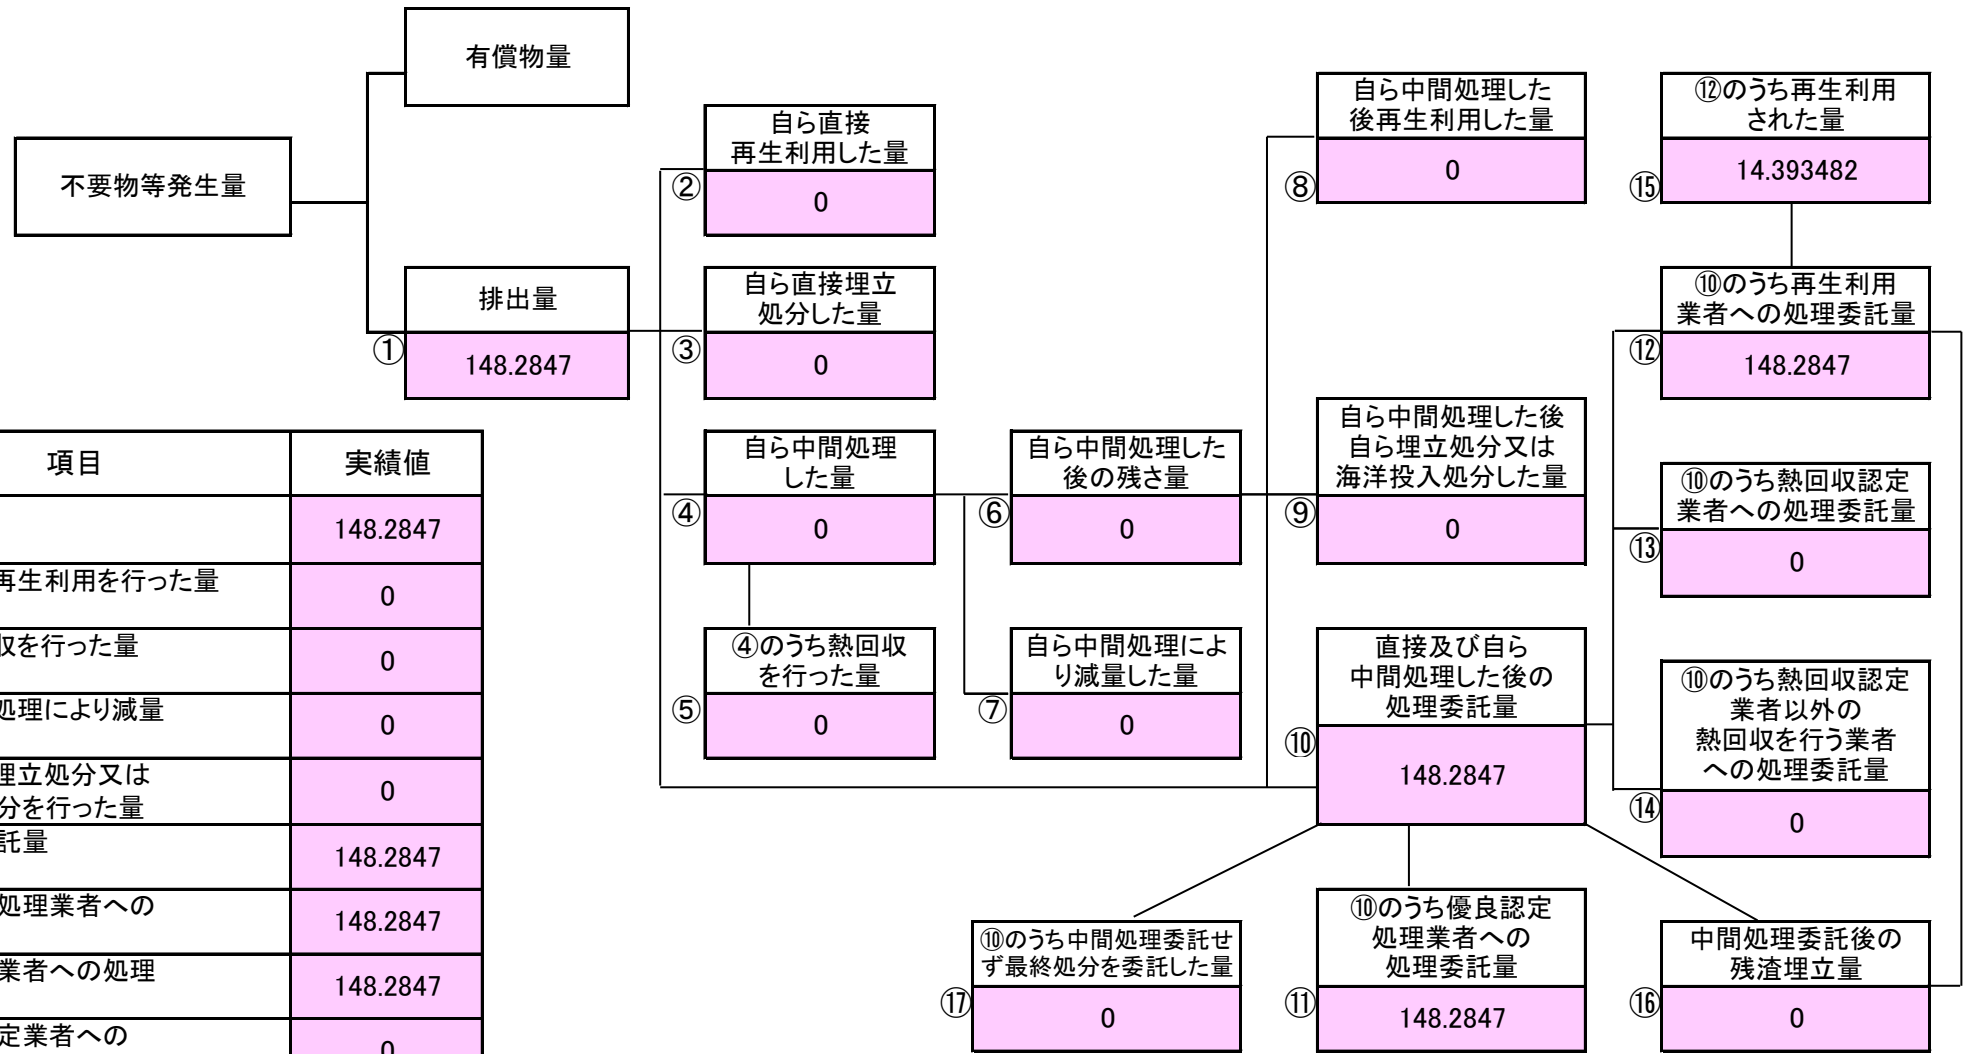 有償物量
不要物等発生量
排出量
①
148.2847
自ら直接
再生利用した量
②
0
自ら直接埋立
処分した量
③
0
自ら中間処理
した量
④
0
④のうち熱回収
を行った量
⑤
0
自ら中間処理した
後の残さ量
⑥
0
自ら中間処理によ
り減量した量
⑦
0
自ら中間処理した
後再生利用した量
⑧
0
自ら中間処理した後
自ら埋立処分又は
海洋投入処分した量
⑨
0
直接及び自ら
中間処理した後の
処理委託量
⑩
148.2847
⑫のうち再生利用
された量
⑮
14.393482
⑩のうち再生利用
業者への処理委託量
⑫
148.2847
⑩のうち熱回収認定
業者への処理委託量
⑬
0
⑩のうち熱回収認定
業者以外の
熱回収を行う業者
への処理委託量
⑭
0
⑩のうち中間処理委託せ
ず最終処分を委託した量
⑰
0
⑩のうち優良認定
処理業者への
処理委託量
⑪
148.2847
中間処理委託後の
残渣埋立量
⑯
0
項目 実績値
148.2847
再生利用を行った量
0
収を行った量
0
処理により減量
0
埋立処分又は
分を行った量
0
託量
148.2847
処理業者への
148.2847
業者への処理
148.2847
定業者への
0